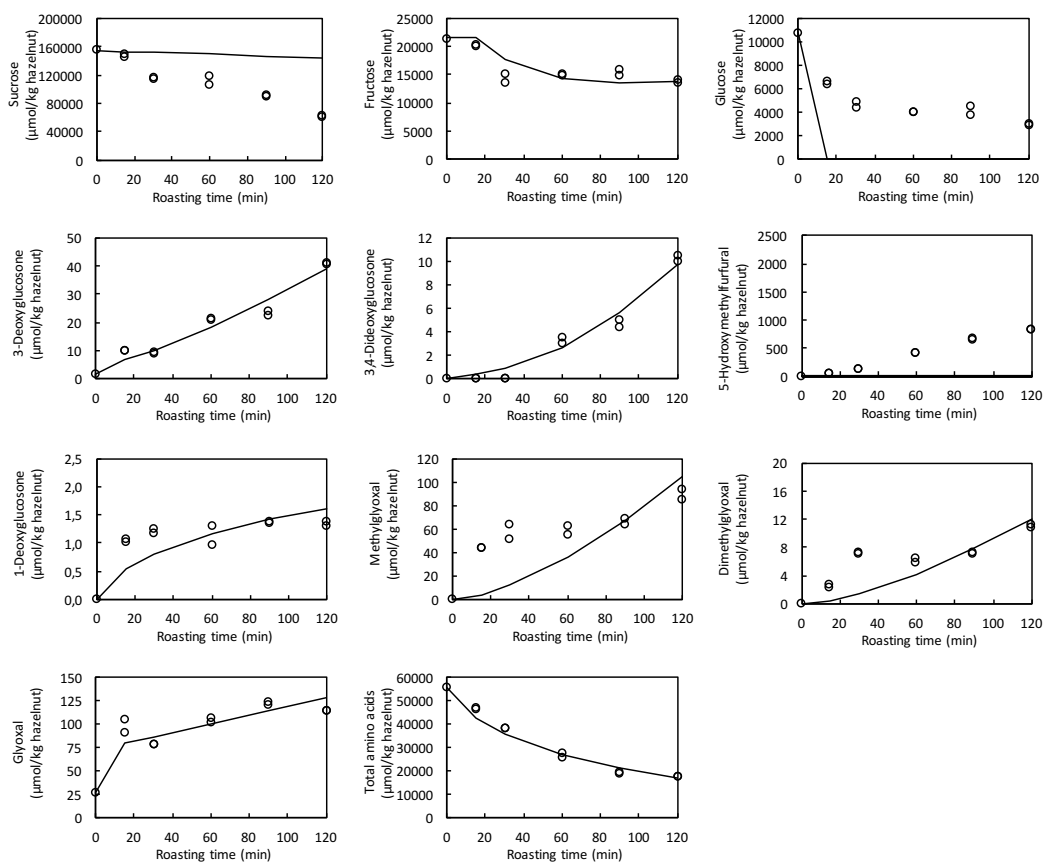 Sucrose
(µmol/kg hazelnut)
200000
160000
120000
80000
40000
0
0 20 40 60 80 100 120
Roasting time (min)
Fructose
(µmol/kg hazelnut)
25000
20000
15000
10000
5000
0
0 20 40 60 80 100 120
Roasting time (min)
Glucose
(µmol/kg hazelnut)
12000
10000
8000
6000
4000
2000
0
0 20 40 60 80 100 120
Roasting time (min)
3-Deoxyglucosone
(µmol/kg hazelnut)
50
40
30
20
10
0
0 20 40 60 80 100 120
Roasting time (min)
3,4-Dideoxyglucosone
(µmol/kg hazelnut)
12
10
8
6
4
2
0
0 20 40 60 80 100 120
Roasting time (min)
5-Hydroxymethylfurfural
(µmol/kg hazelnut)
2500
2000
1500
1000
500
0
0 20 40 60 80 100 120
Roasting time (min)
1-Deoxyglucosone
(µmol/kg hazelnut)
2,5
2,0
1,5
1,0
0,5
0,0
0 20 40 60 80 100 120
Roasting time (min)
Methylglyoxal
(µmol/kg hazelnut)
120
100
80
60
40
20
0
0 20 40 60 80 100 120
Roasting time (min)
Dimethylglyoxal
(µmol/kg hazelnut)
20
16
12
8
4
0
0 20 40 60 80 100 120
Roasting time (min)
Glyoxal
(µmol/kg hazelnut)
150
125
100
75
50
25
0
0 20 40 60 80 100 120
Roasting time (min)
Total amino acids
(µmol/kg hazelnut)
60000
50000
40000
30000
20000
10000
0
0 20 40 60 80 100 120
Roasting time (min)